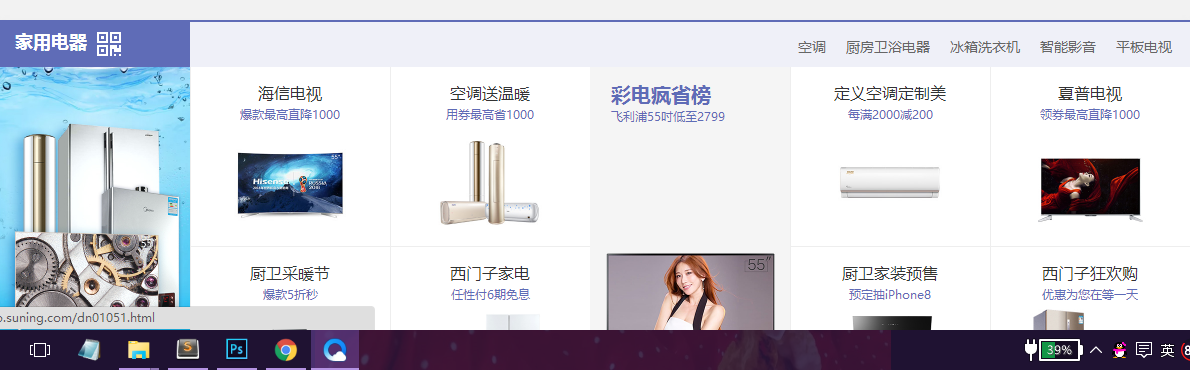 家用电器
空调 厨房卫浴电器 冰箱洗衣机 智能影音 平板电视
海信电视
爆款最高直降1000
55"
Hisense
RUSSIA
2018
空调送温暖
用券最高省1000
彩电疯省榜
飞利浦55吋低至2799
定义空调定制美
每满2000减200
夏普电视
领券最高直降1000
55"
厨卫采暖节
爆款5折秒
西门子家电
任性付6期免息
55"
厨卫家装预售
预定抽iPhone8
西门子狂欢购
优惠为您在等一天
.suning.com/dn01051.html
S
Ps
39%
英